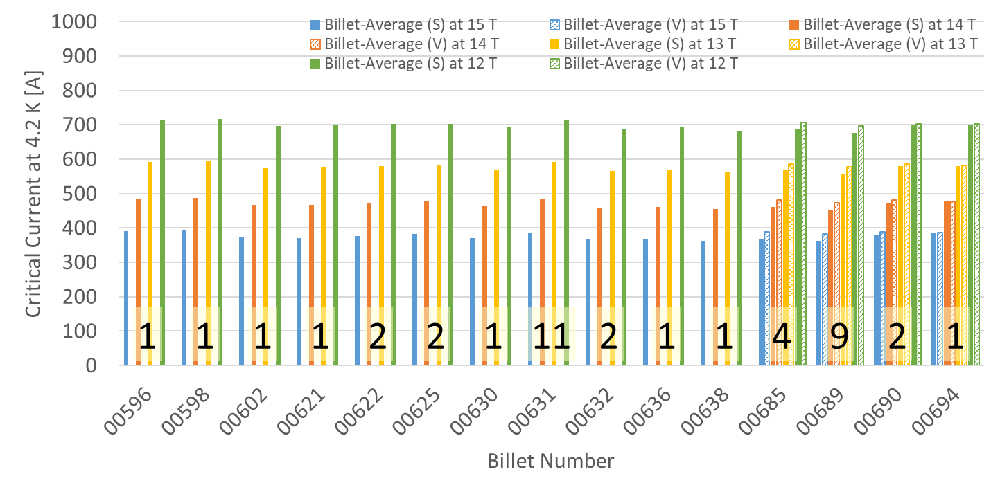 1000
Billet-Average (S) at 15 T
Billet-Average (V) at 15 T
Billet-Average (S) at 14 T
Billet-Average (V) at 14 T
Billet-Average (S) at 13 T
Billet-Average (V) at 13 T
Billet-Average (S) at 12 T
Billet-Average (V) at 12 T
900
800
700
600
500
400
300
200
100
0
Critical Current at 4.2 K [A]
1 1 1 1 2 2 1 11 2 1 1 4 9 2 1
00596 00598 00602 00621 00622 00625 00630 00631 00632 00636 00638 00685 00689 00690 00694
Billet Number